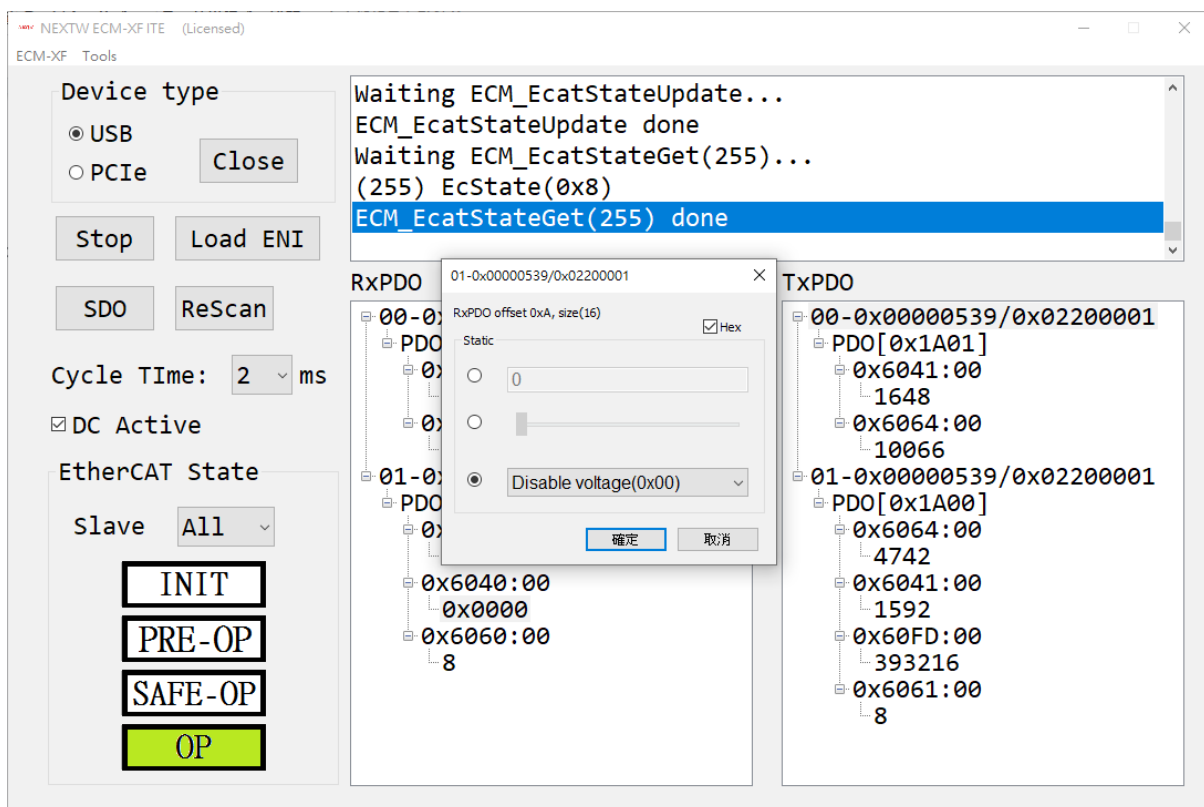 NEXTW ECM-XF ITE (Licensed)
ECM-XF Tools
Device type
USB
PCIe
Close
Stop
Load ENI
SDO
ReScan
Cycle TIme: 2 ms
DC Active
EtherCAT State
Slave All
INIT
PRE-OP
SAFE-OP
OP
Waiting ECM_EcatStateUpdate...
ECM_EcatStateUpdate done
Waiting ECM_EcatStateGet(255)...
(255) EcState(0x8)
ECM_EcatStateGet(255) done
RxPDO
00-0x
PDO
0x
0x
01-0x
PDO
0x
0x6040:00
0x0000
0x6060:00
8
01-0x00000539/0x02200001
RxPDO offset 0xA, size(16)
Hex
Static
0
Disable voltage(0x00)
確定
取消
TxPDO
00-0x00000539/0x02200001
PDO[0x1A01]
0x6041:00
1648
0x6064:00
10066
01-0x00000539/0x02200001
PDO[0x1A00]
0x6064:00
4742
0x6041:00
1592
0x60FD:00
393216
0x6061:00
8